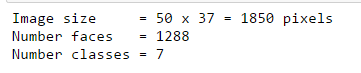 Image size     = 50 x 37 = 1850 pixels
Number faces   = 1288
Number classes = 7